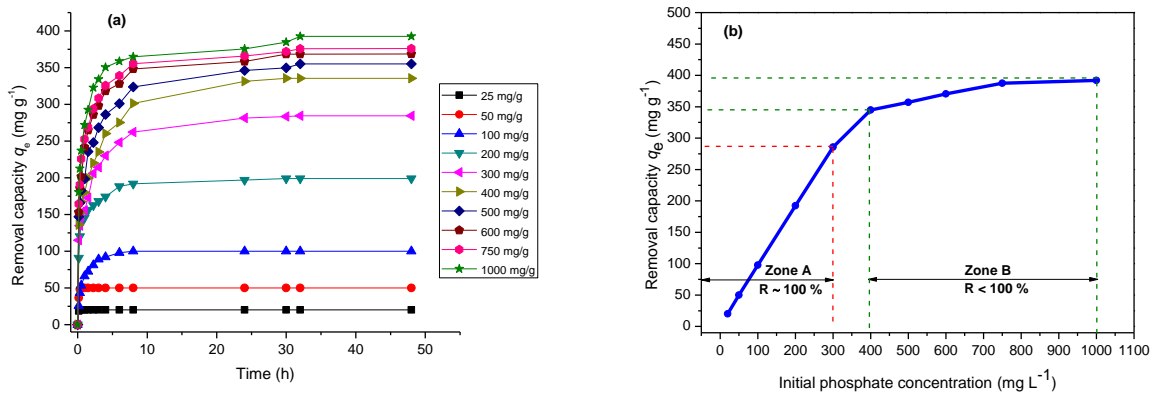 (a)
Removal capacity qe (mg g-1)
400
350
300
250
200
150
100
50
0
0 10 20 30 40 50
Time (h)
25 mg/g
50 mg/g
100 mg/g
200 mg/g
300 mg/g
400 mg/g
500 mg/g
600 mg/g
750 mg/g
1000 mg/g
(b)
Removal capacity qe (mg g-1)
500
450
400
350
300
250
200
150
100
50
0
Zone A
R ~ 100 %
Zone B
R < 100 %
0 100 200 300 400 500 600 700 800 900 1000 1100
Initial phosphate concentration (mg L-1)